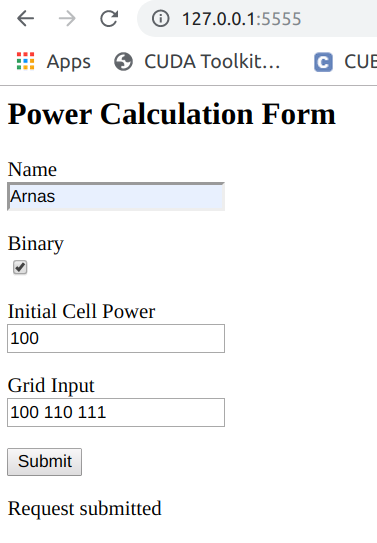 127.0.0.1:5555
Apps CUDA Toolkit... CUE
Power Calculation Form
Name
Arnas
Binary
Initial Cell Power
100
Grid Input
100 110 111
Submit
Request submitted